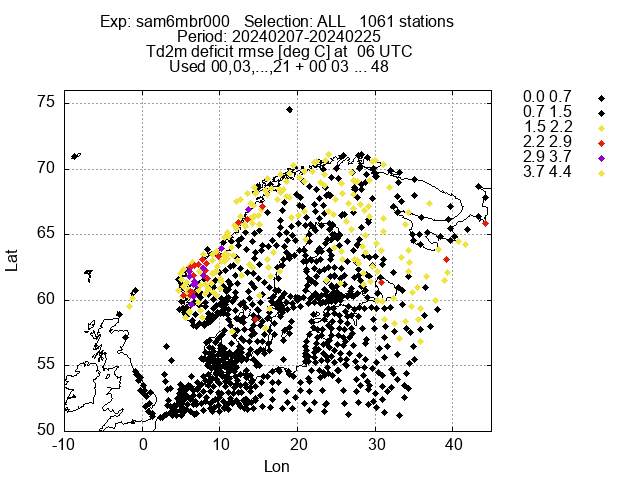 Exp: sam6mbr000 Selection: ALL 1061 stations
Period: 20240207-20240225
Td2m deficit rmse [deg C] at 06 UTC
Used 00,03,...,21 + 00 03 ... 48
0.0 0.7
0.7 1.5
1.5 2.2
2.2 2.9
2.9 3.7
3.7 4.4
75
70
65
60
55
50
Lat
-10 0 10 20 30 40
Lon